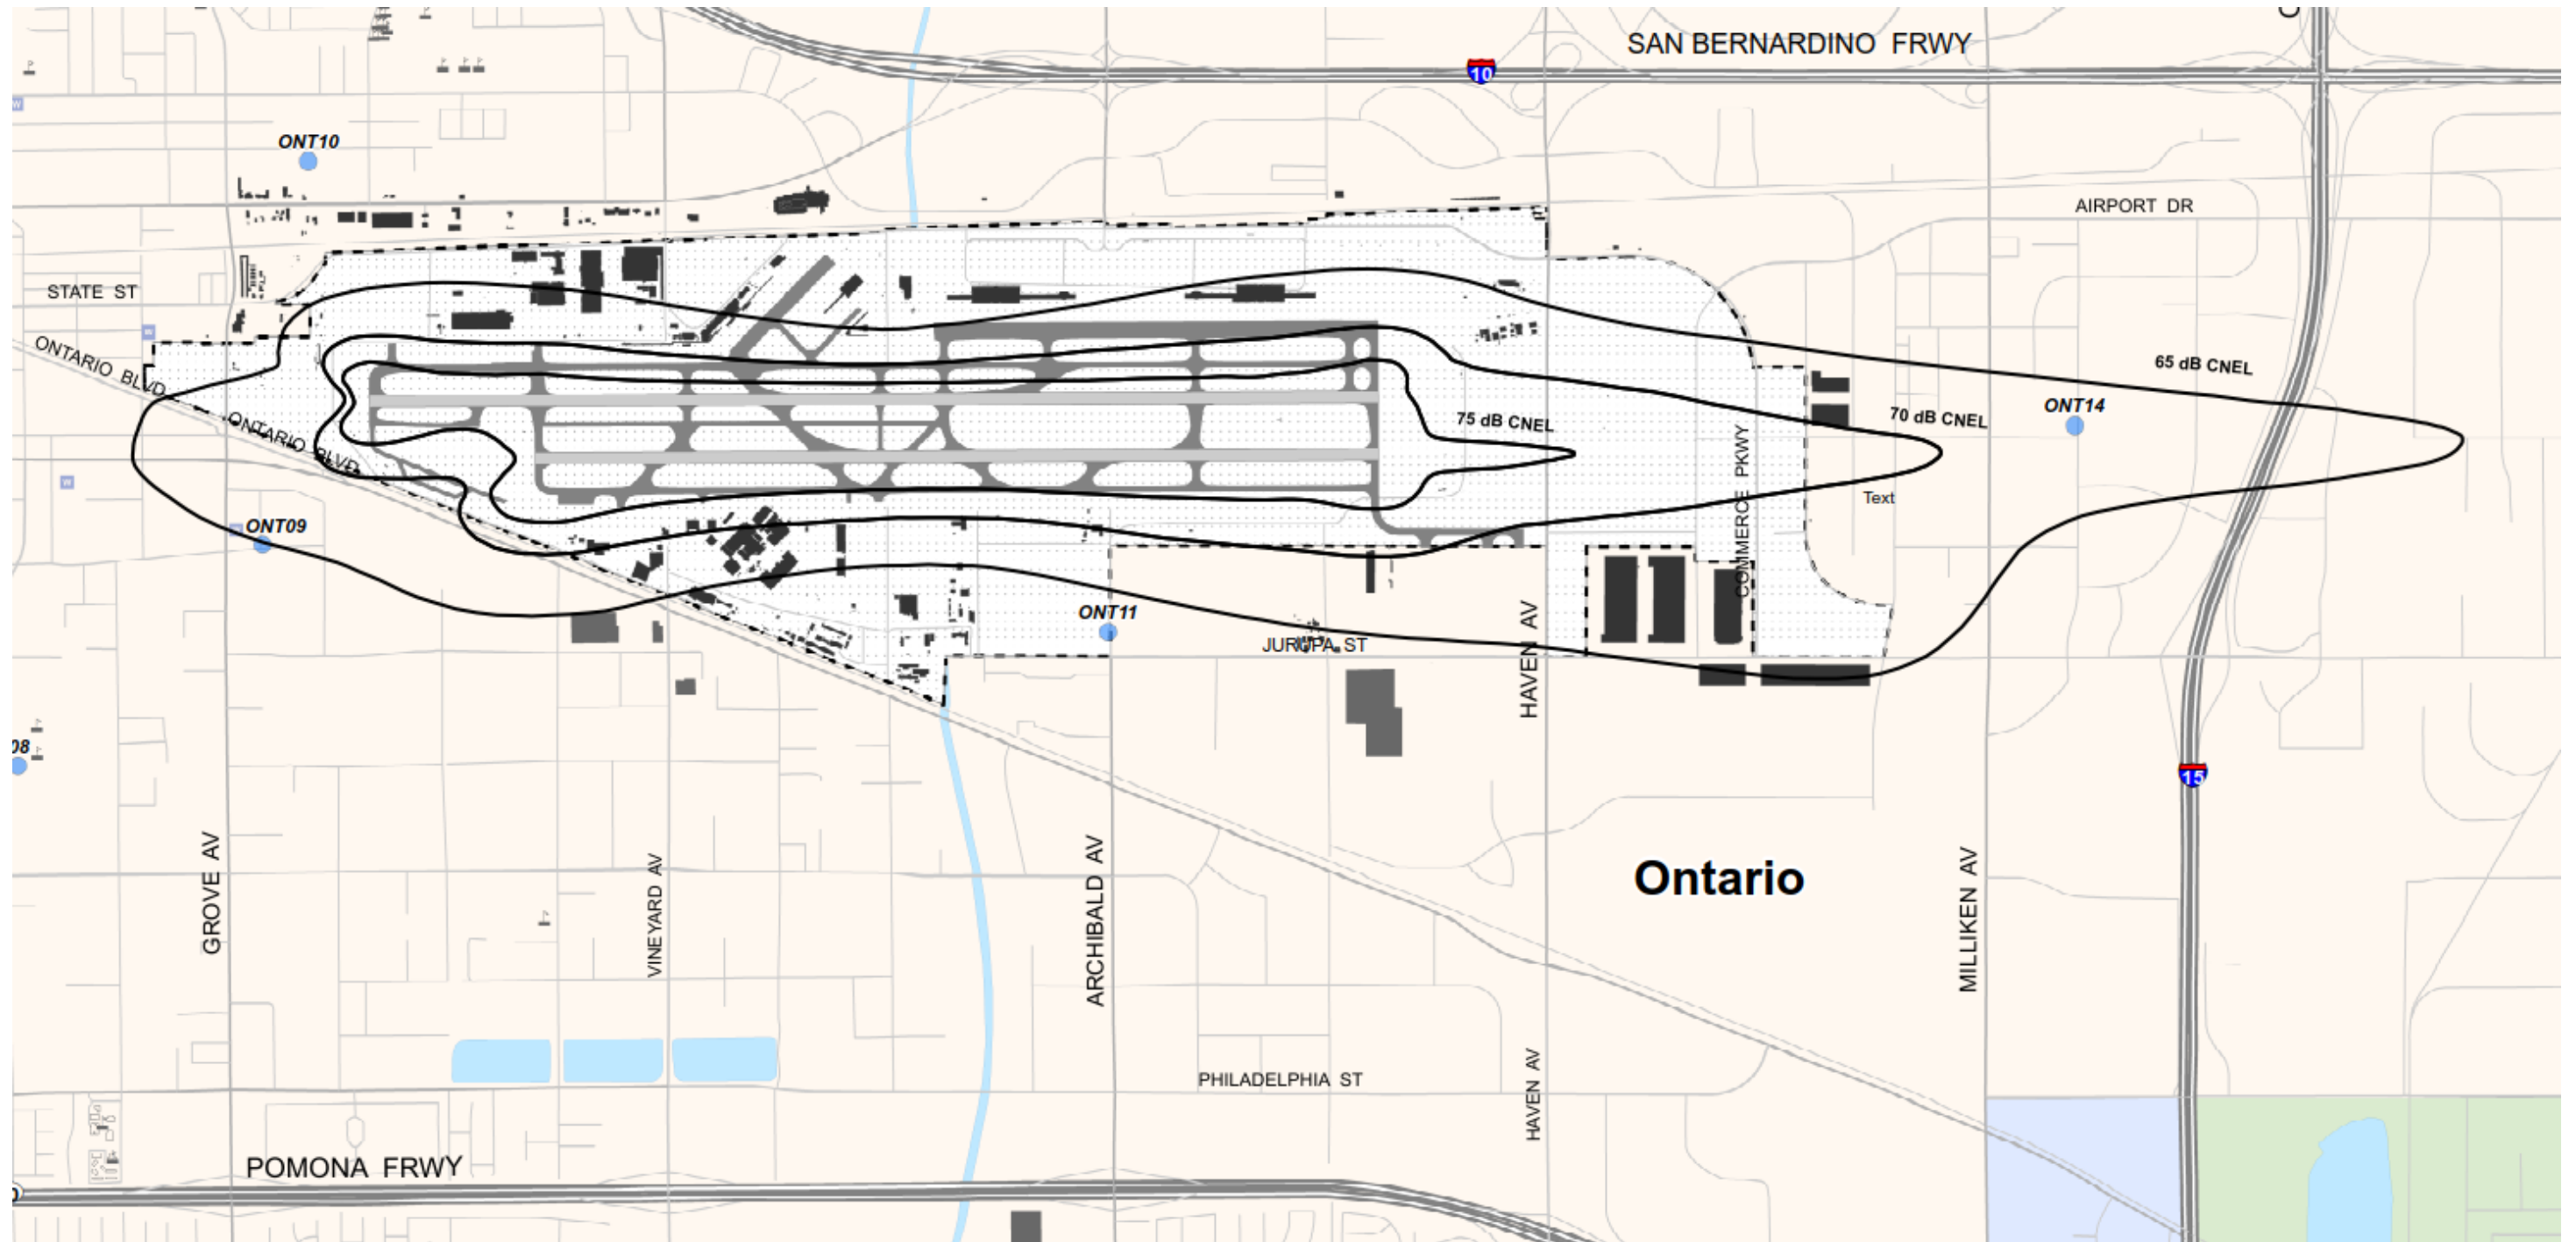 SAN BERNARDINO FRWY
10
W
ONT10
AIRPORT DR
STATE ST
W
ONTARIO BLVD
65 dB CNEL
ONT14
70 dB CNEL
75 dB CNEL
ONTARIO BLVD
COMMERCE PKWY
W
Text
ONT09
ONT11
JURUPA ST
HAVEN AV
08
15
Ontario
GROVE AV
VINEYARD AV
ARCHIBALD AV
MILLIKEN AV
PHILADELPHIA ST
HAVEN AV
POMONA FRWY